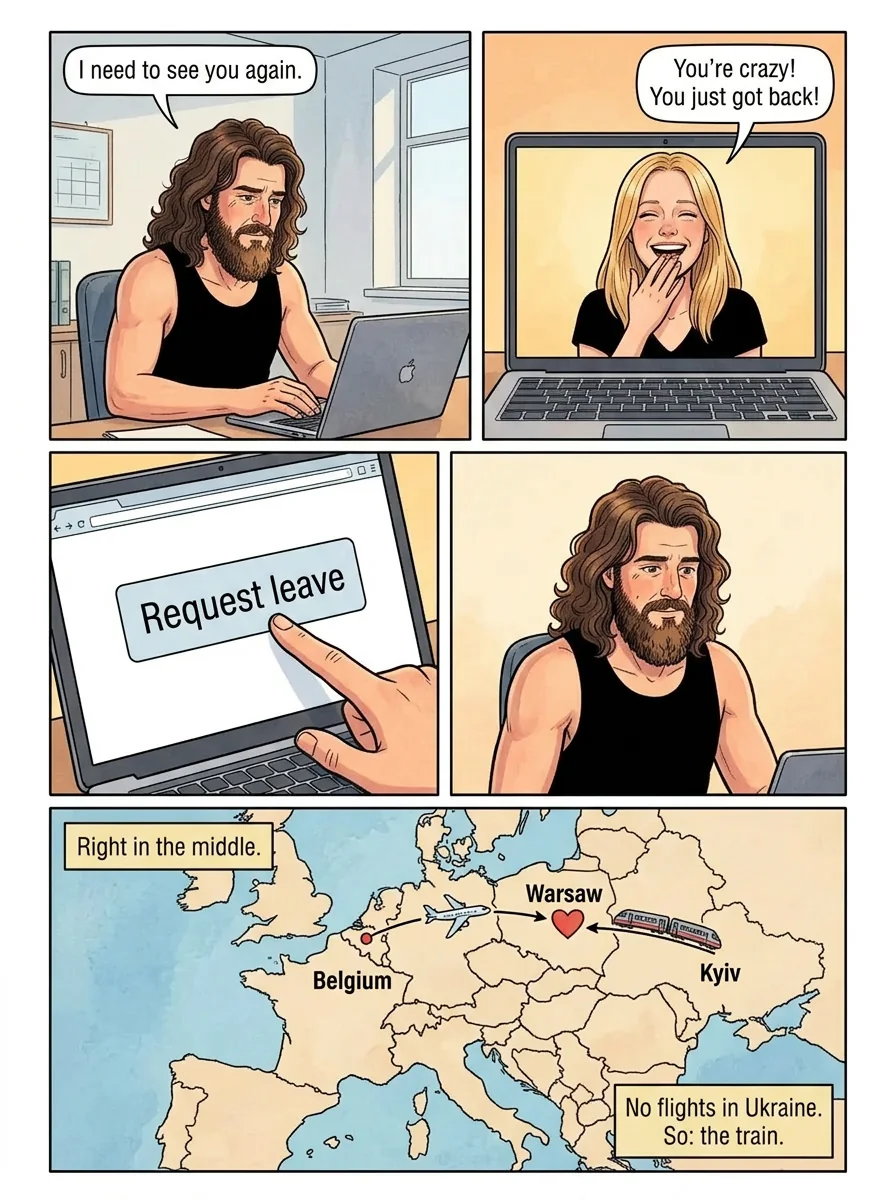 I need to see you again.
You're crazy!
You just got back!
Request leave
Right in the middle.
Warsaw
Belgium
Kyiv
No flights in Ukraine.
So: the train.